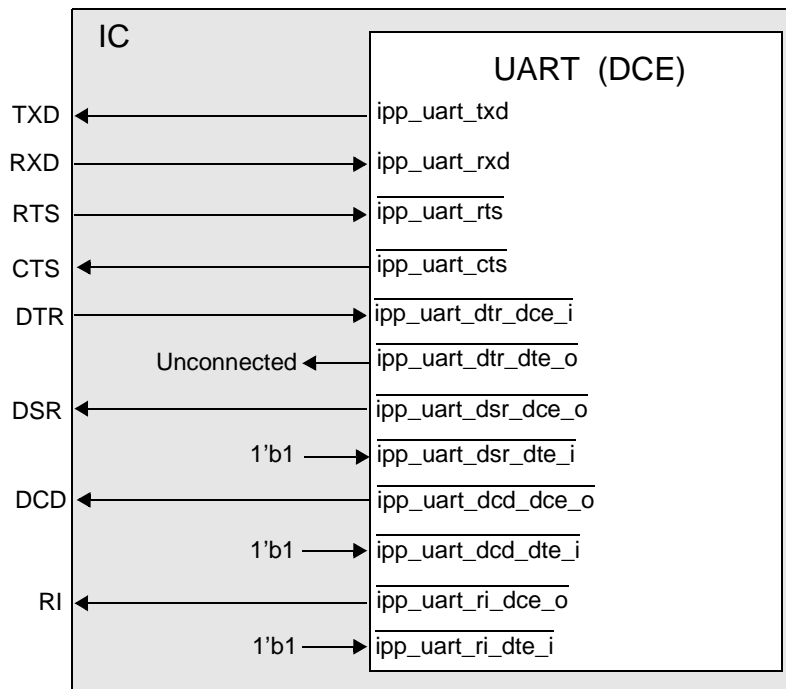 IC
UART (DCE)
TXD ipp_uart_txd
RXD ipp_uart_rxd
RTS ipp_uart_rts
CTS ipp_uart_cts
DTR ipp_uart_dtr_dce_i
Unconnected ipp_uart_dtr_dte_o
DSR ipp_uart_dsr_dce_o
1'b1 ipp_uart_dsr_dte_i
DCD ipp_uart_dcd_dce_o
1'b1 ipp_uart_dcd_dte_i
RI ipp_uart_ri_dce_o
1'b1 ipp_uart_ri_dte_i